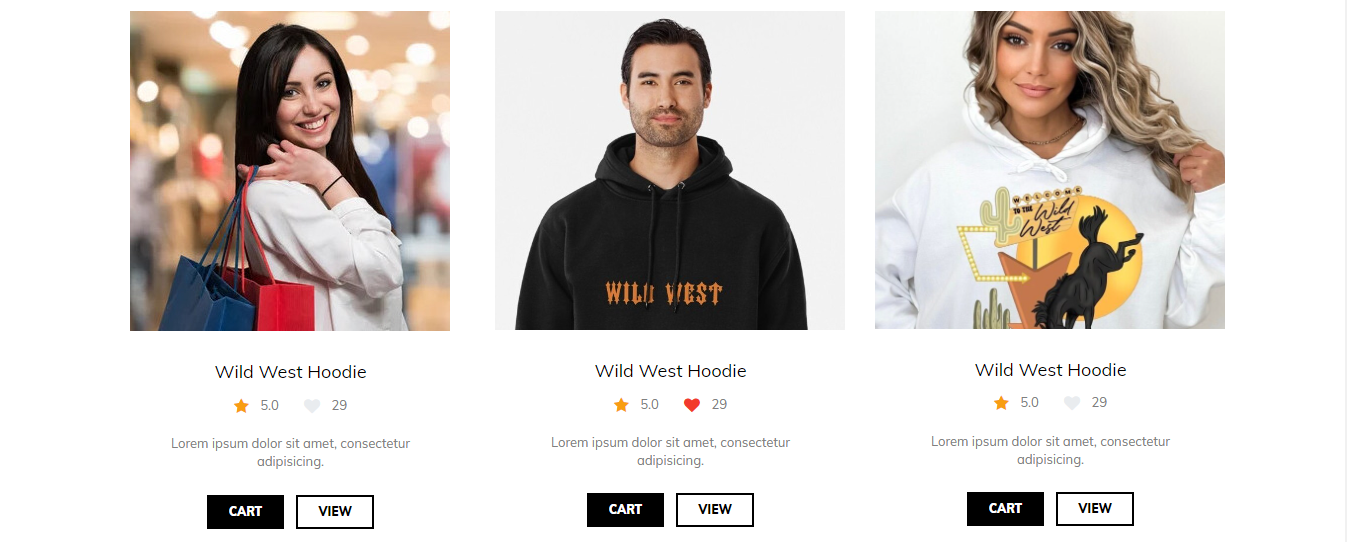 WILD WEST
WELCOME
TO THE Wild
West
Wild West Hoodie
5.0 29
Lorem ipsum dolor sit amet, consectetur
adipisicing.
CART VIEW
Wild West Hoodie
5.0 29
Lorem ipsum dolor sit amet, consectetur
adipisicing.
CART VIEW
Wild West Hoodie
5.0 29
Lorem ipsum dolor sit amet, consectetur
adipisicing.
CART VIEW